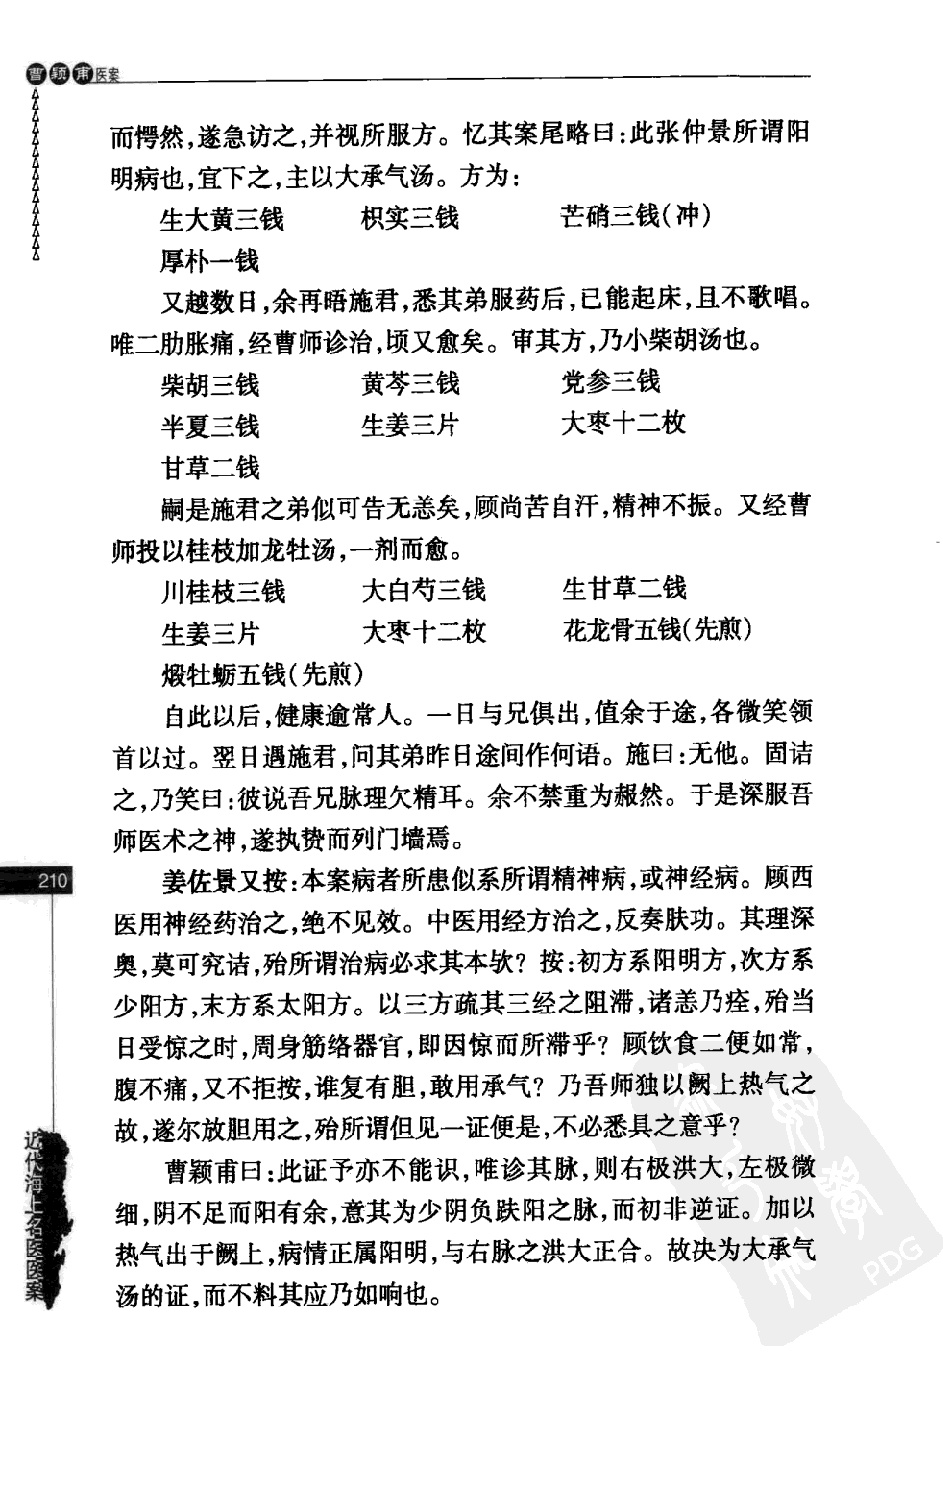 曹颖甫医案
而愕然,遂急访之,并视所服方。忆其案尾略曰:此张仲景所谓阳
明病也,宜下之,主以大承气汤。方为:
生大黄三钱 枳实三钱 芒硝三钱(冲)
厚朴一钱
又越数日,余再晤施君,悉其弟服药后,已能起床,且不歌唱。
唯二肋胀痛,经曹师诊治,顷又愈矣。审其方,乃小柴胡汤也。
柴胡三钱 黄芩三钱 党参三钱
半夏三钱 生姜三片 大枣十二枚
甘草二钱
嗣是施君之弟似可告无恙矣,顾尚苦自汗,精神不振。又经曹
师投以桂枝加龙牡汤,一剂而愈。
川桂枝三钱 大白芍三钱 生甘草二钱
生姜三片 大枣十二枚 花龙骨五钱(先煎)
煅牡蛎五钱(先煎)
自此以后,健康逾常人。一日与兄俱出,值余于途,各微笑领
首以过。翌日遇施君,问其弟昨日途间作何语。施曰:无他。固诘
之,乃笑曰:彼说吾兄脉理欠精耳。余不禁重为赧然。于是深服吾
师医术之神,遂执贽而列门墙焉。
姜佐景又按:本案病者所患似系所谓精神病,或神经病。顾西
医用神经药治之,绝不见效。中医用经方治之,反奏肤功。其理深
奥,莫可究诘,殆所谓治病必求其本欤?按:初方系阳明方,次方系
少阳方,末方系太阳方。以三方疏其三经之阻滞,诸恙乃痊,殆当
日受惊之时,周身筋络器官,即因惊而所滞乎?顾饮食二便如常,
腹不痛,又不拒按,谁复有胆,敢用承气?乃吾师独以阙上热气之
故,遂尔放胆用之,殆所谓但见一证便是,不必悉具之意乎?
曹颖甫曰:此证予亦不能识,唯诊其脉,则右极洪大,左极微
细,阴不足而阳有余,意其为少阴负趺阳之脉,而初非逆证。加以
热气出于阙上,病情正属阳明,与右脉之洪大正合。故决为大承气
汤的证,而不料其应乃如响也。
210
近代海上名医医案
PDG